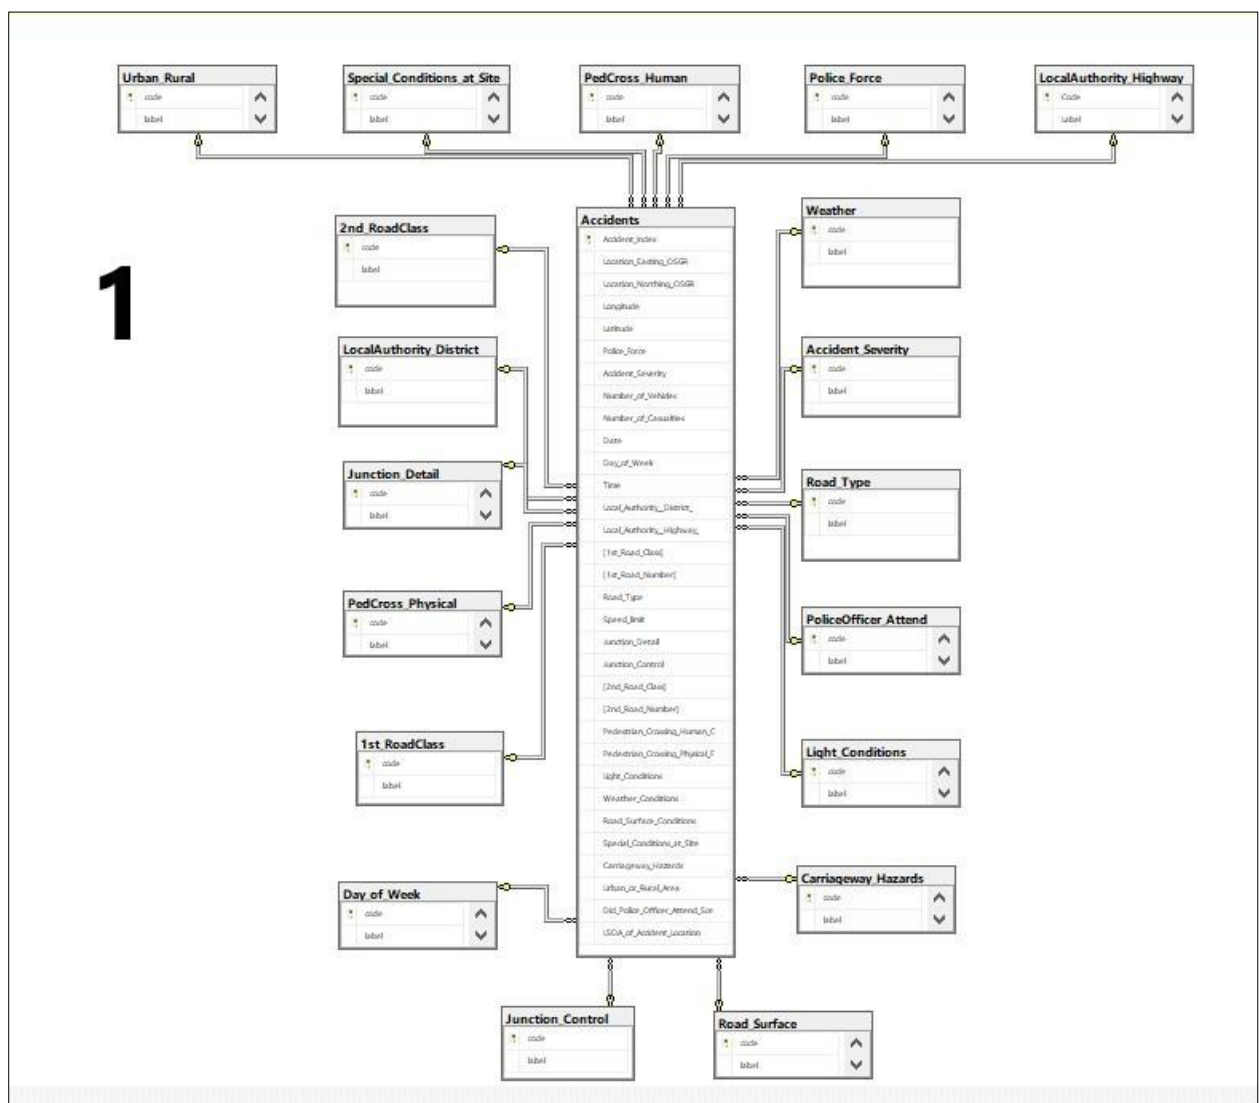 Urban_Rural
code
label
Special_Conditions_at_Site
code
label
PedCross_Human
code
label
Police_Force
code
label
LocalAuthority_Highway
Code
Label
1
2nd_RoadClass
code
label
LocalAuthority_District
code
label
Junction_Detail
code
label
PedCross_Physical
code
label
1st_RoadClass
code
label
Day_of_Week
code
label
Accidents
Accident_Index
Location_Easting_OSGR
Location_Northing_OSGR
Longitude
Latitude
Police_Force
Accident_Severity
Number_of_Vehicles
Number_of_Casualties
Date
Day_of_Week
Time
Local_Authority__District_
Local_Authority__Highway_
[1st_Road_Class]
[1st_Road_Number]
Road_Type
Speed_limit
Junction_Detail
Junction_Control
[2nd_Road_Class]
[2nd_Road_Number]
Pedestrian_Crossing_Human_C
Pedestrian_Crossing_Physical_F
Light_Conditions
Weather_Conditions
Road_Surface_Conditions
Special_Conditions_at_Site
Carriageway_Hazards
Urban_or_Rural_Area
Did_Police_Officer_Attend_Sce
LSOA_of_Accident_Location
Weather
code
label
Accident_Severity
code
label
Road_Type
code
label
PoliceOfficer_Attend
code
label
Light_Conditions
code
label
Carriageway_Hazards
code
label
Junction_Control
code
label
Road_Surface
code
label